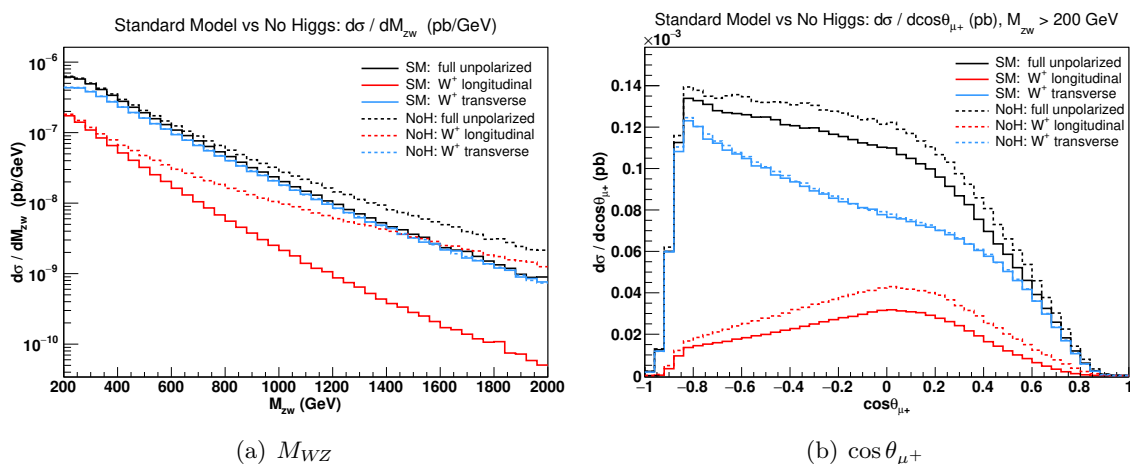 Standard Model vs No Higgs: dσ / dM_zw (pb/GeV)
SM: full unpolarized
SM: W⁺ longitudinal
SM: W⁺ transverse
NoH: full unpolarized
NoH: W⁺ longitudinal
NoH: W⁺ transverse
dσ / dM_zw (pb/GeV)
10⁻⁶
10⁻⁷
10⁻⁸
10⁻⁹
10⁻¹⁰
200 400 600 800 1000 1200 1400 1600 1800 2000
M_zw (GeV)
(a) M_WZ
Standard Model vs No Higgs: dσ / dcosθ_μ+ (pb), M_zw > 200 GeV
×10⁻³
SM: full unpolarized
SM: W⁺ longitudinal
SM: W⁺ transverse
NoH: full unpolarized
NoH: W⁺ longitudinal
NoH: W⁺ transverse
dσ / dcosθ_μ+ (pb)
0.14
0.12
0.1
0.08
0.06
0.04
0.02
0
−1 −0.8 −0.6 −0.4 −0.2 0 0.2 0.4 0.6 0.8 1
cosθ_μ+
(b) cos θ_μ+